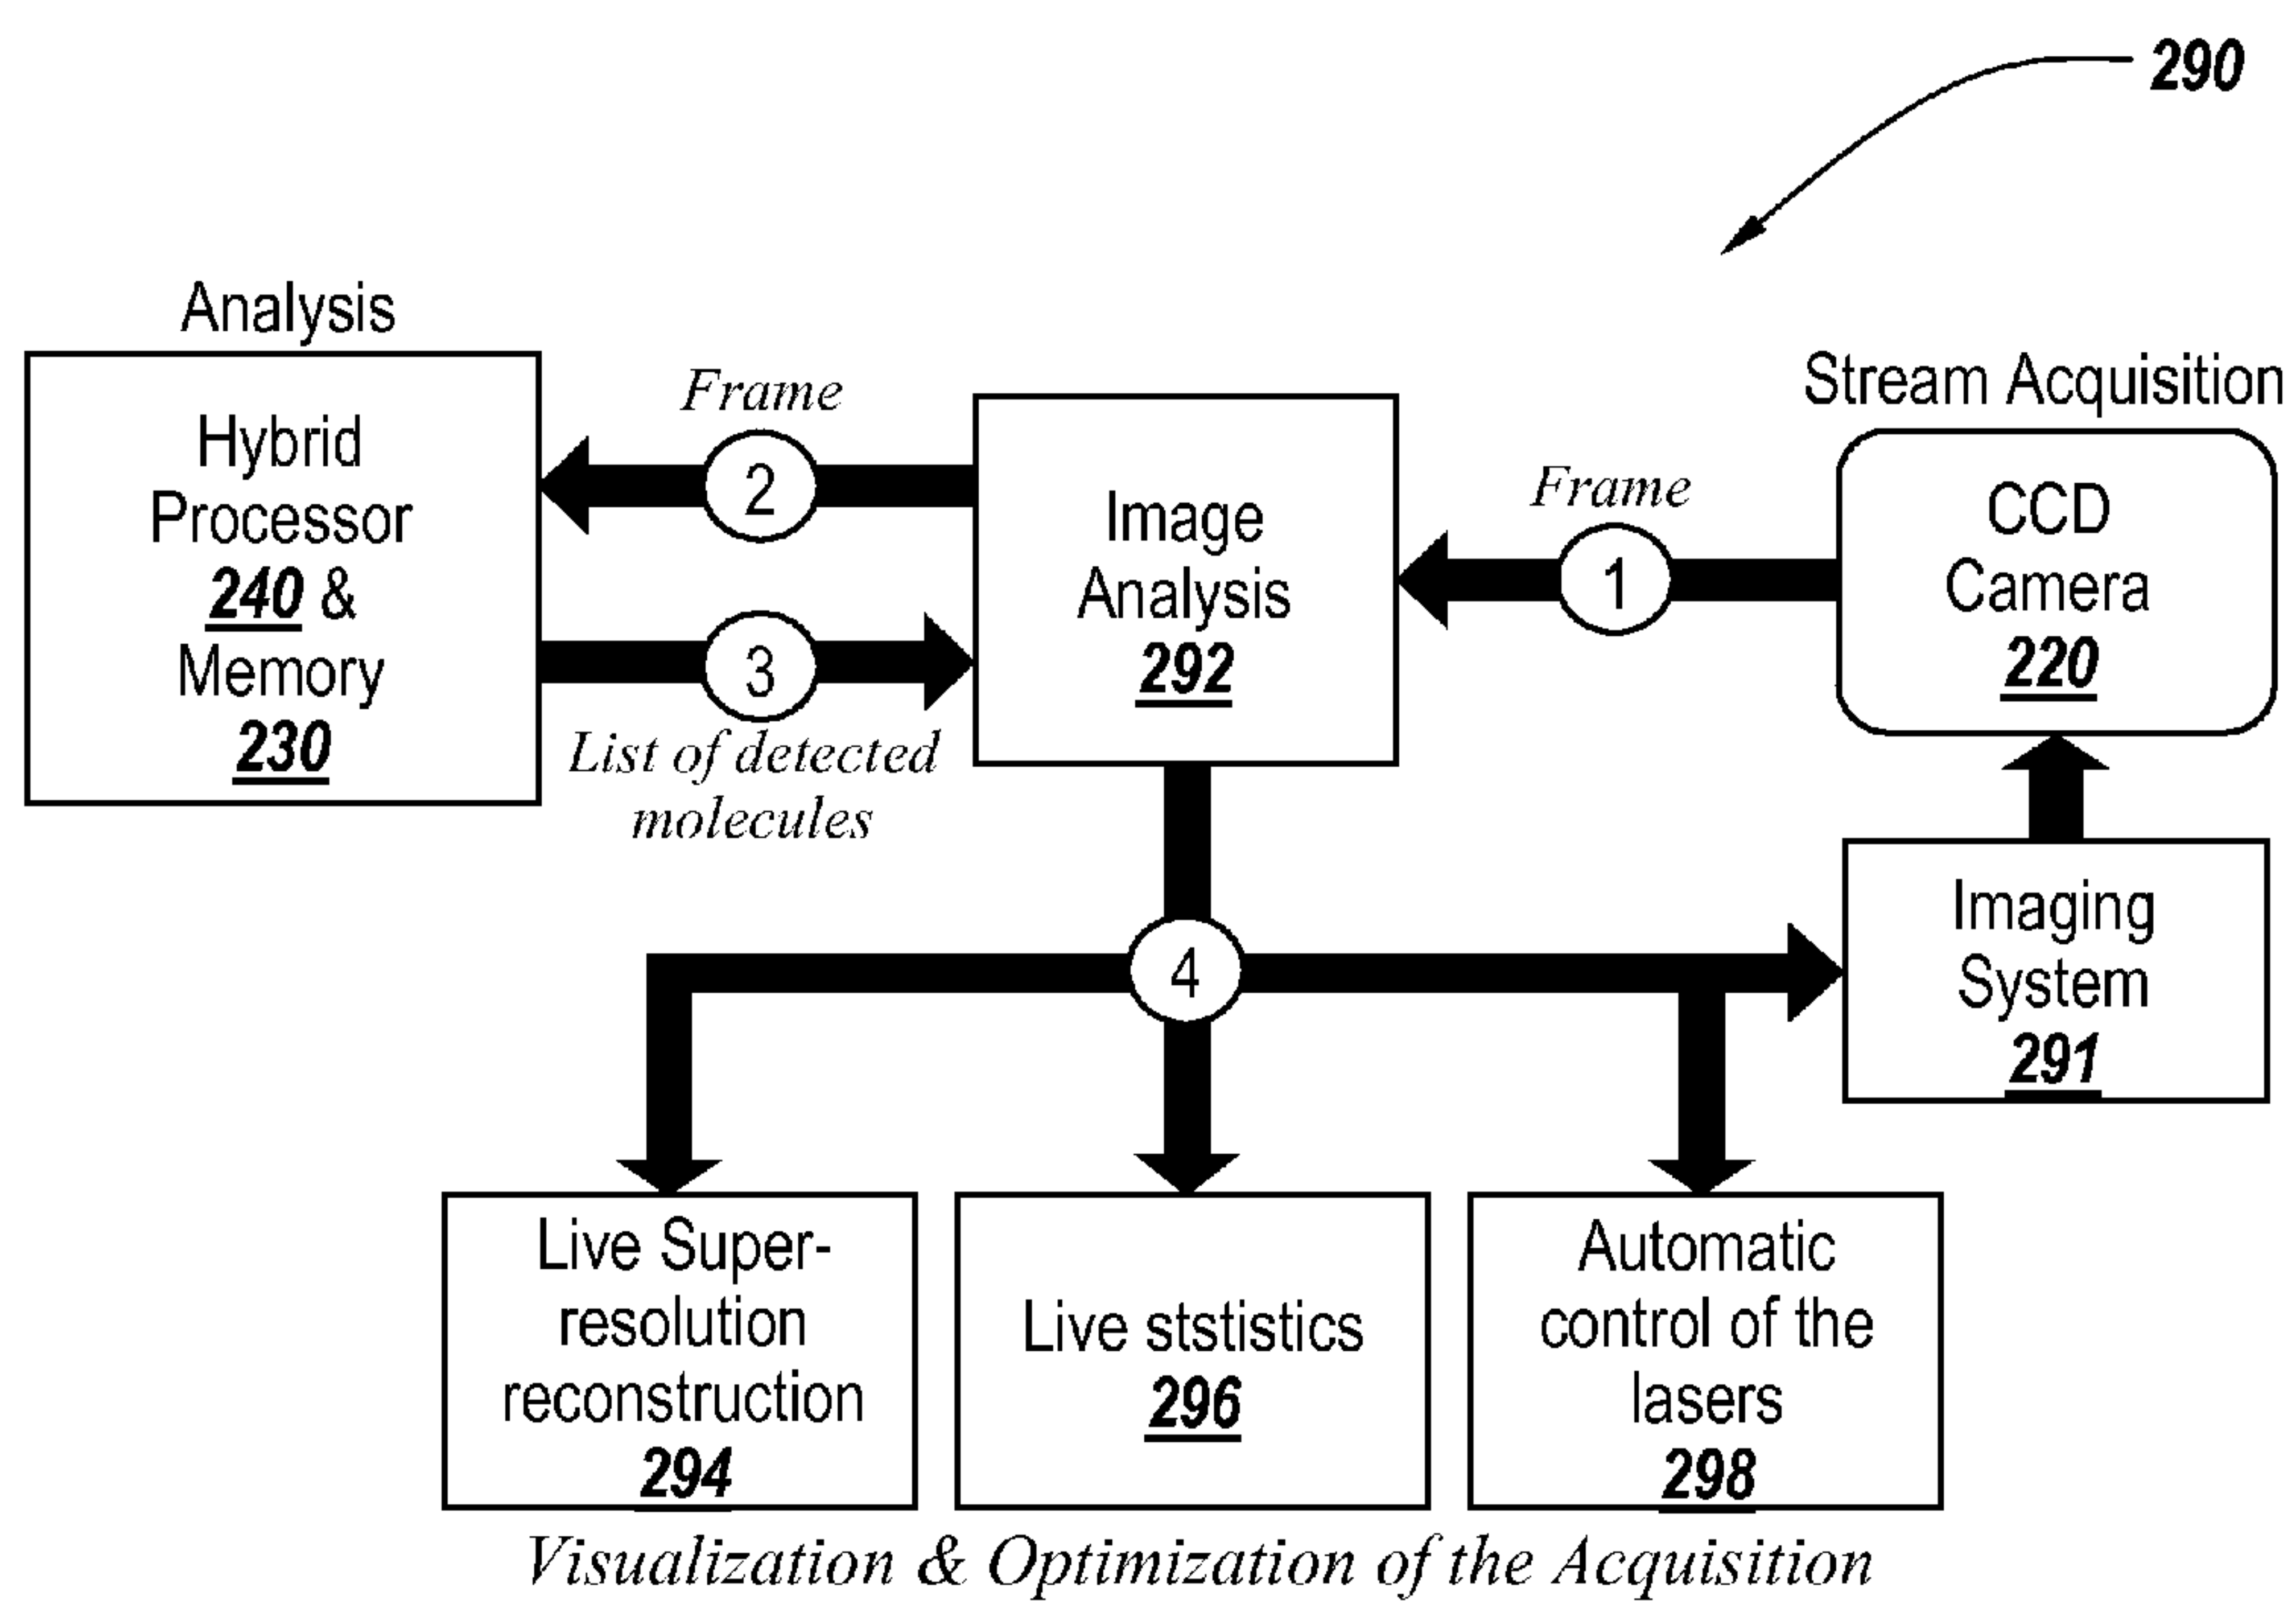 290
Analysis
Hybrid
Processor
240 &
Memory
230
Frame
2
3
List of detected
molecules
Image
Analysis
292
Frame
1
Stream Acquisition
CCD
Camera
220
4
Imaging
System
291
Live Super-
resolution
reconstruction
294
Live ststistics
296
Automatic
control of the
lasers
298
Visualization & Optimization of the Acquisition